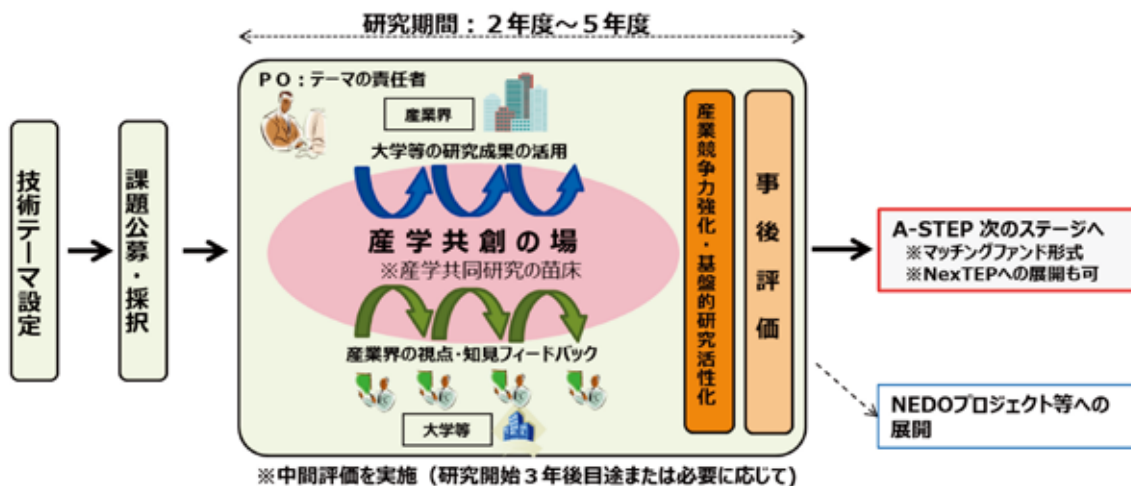 研究期間：２年度～５年度
技術テーマ設定
課題公募・採択
ＰＯ：テーマの責任者
産業界
大学等の研究成果の活用
産学共創の場
※産学共同研究の苗床
産業界の視点・知見フィードバック
大学等
産業競争力強化・基盤的研究活性化
事後評価
※中間評価を実施（研究開始３年後目途または必要に応じて）
A-STEP 次のステージへ
※マッチングファンド形式
※NexTEPへの展開も可
NEDOプロジェクト等への
展開